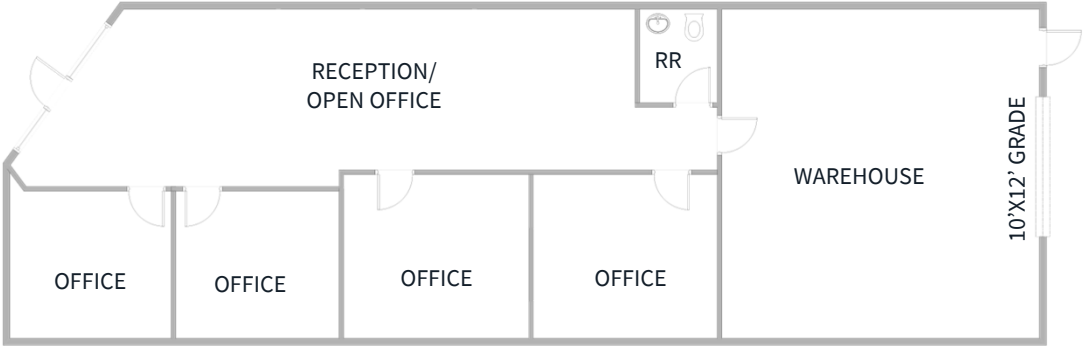 RECEPTION/
OPEN OFFICE
RR
WAREHOUSE
10’X12’ GRADE
OFFICE
OFFICE
OFFICE
OFFICE